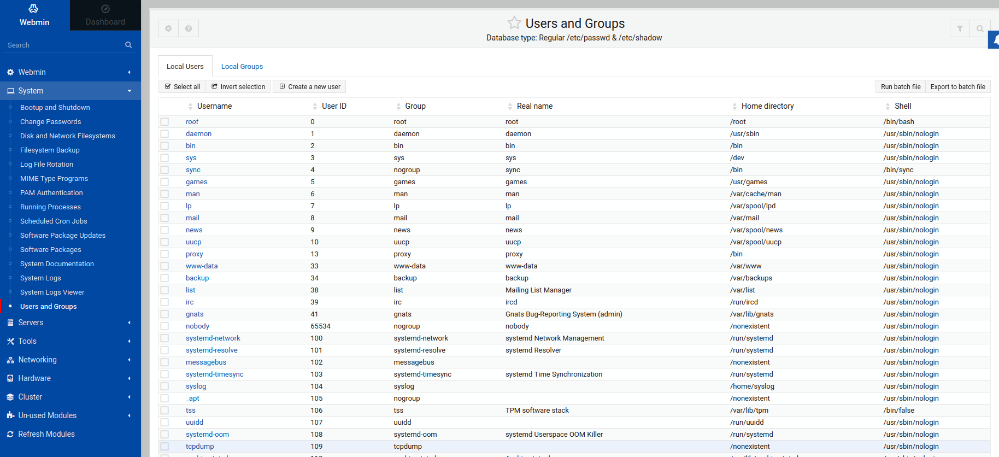 Webmin
Dashboard
Search
Webmin
System
Bootup and Shutdown
Change Passwords
Disk and Network Filesystems
Filesystem Backup
Log File Rotation
MIME Type Programs
PAM Authentication
Running Processes
Scheduled Cron Jobs
Software Package Updates
Software Packages
System Documentation
System Logs
System Logs Viewer
Users and Groups
Servers
Tools
Networking
Hardware
Cluster
Un-used Modules
Refresh Modules
Users and Groups
Database type: Regular /etc/passwd & /etc/shadow
Local Users Local Groups
Select all Invert selection Create a new user Run batch file Export to batch file
Username User ID Group Real name Home directory Shell
root 0 root root /root /bin/bash
daemon 1 daemon daemon /usr/sbin /usr/sbin/nologin
bin 2 bin bin /bin /usr/sbin/nologin
sys 3 sys sys /dev /usr/sbin/nologin
sync 4 nogroup sync /bin /bin/sync
games 5 games games /usr/games /usr/sbin/nologin
man 6 man man /var/cache/man /usr/sbin/nologin
lp 7 lp lp /var/spool/lpd /usr/sbin/nologin
mail 8 mail mail /var/mail /usr/sbin/nologin
news 9 news news /var/spool/news /usr/sbin/nologin
uucp 10 uucp uucp /var/spool/uucp /usr/sbin/nologin
proxy 13 proxy proxy /bin /usr/sbin/nologin
www-data 33 www-data www-data /var/www /usr/sbin/nologin
backup 34 backup backup /var/backups /usr/sbin/nologin
list 38 list Mailing List Manager /var/list /usr/sbin/nologin
irc 39 irc ircd /run/ircd /usr/sbin/nologin
gnats 41 gnats Gnats Bug-Reporting System (admin) /var/lib/gnats /usr/sbin/nologin
nobody 65534 nogroup nobody /nonexistent /usr/sbin/nologin
systemd-network 100 systemd-network systemd Network Management /run/systemd /usr/sbin/nologin
systemd-resolve 101 systemd-resolve systemd Resolver /run/systemd /usr/sbin/nologin
messagebus 102 messagebus /nonexistent /usr/sbin/nologin
systemd-timesync 103 systemd-timesync systemd Time Synchronization /run/systemd /usr/sbin/nologin
syslog 104 syslog /home/syslog /usr/sbin/nologin
_apt 105 nogroup /nonexistent /usr/sbin/nologin
tss 106 tss TPM software stack /var/lib/tpm /bin/false
uuidd 107 uuidd /run/uuidd /usr/sbin/nologin
systemd-oom 108 systemd-oom systemd Userspace OOM Killer /run/systemd /usr/sbin/nologin
tcpdump 109 tcpdump /nonexistent /usr/sbin/nologin